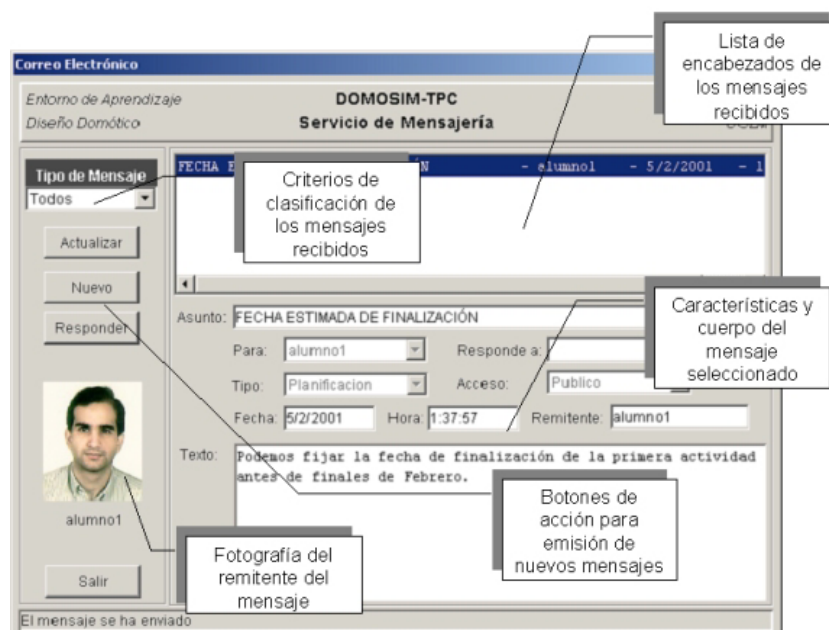 Correo Electrónico
Entorno de Aprendizaje
Diseño Domótico
DOMOSIM-TPC
Servicio de Mensajería
Lista de
encabezados de
los mensajes
recibidos
Tipo de Mensaje
Todos
Actualizar
Nuevo
Responder
alumno1
Salir
FECHA - alumno1 - 5/2/2001 - 1
Criterios de
clasificación de
los mensajes
recibidos
Asunto: FECHA ESTIMADA DE FINALIZACIÓN
Para: alumno1 Responde a:
Tipo: Planificacion Acceso: Publico
Fecha: 5/2/2001 Hora: 1:37:57 Remitente: alumno1
Características y
cuerpo del
mensaje
seleccionado
Texto: Podemos fijar la fecha de finalización de la primera actividad
antes de finales de Febrero.
Botones de
acción para
emisión de
nuevos mensajes
Fotografía del
remitente del
mensaje
El mensaje se ha enviado